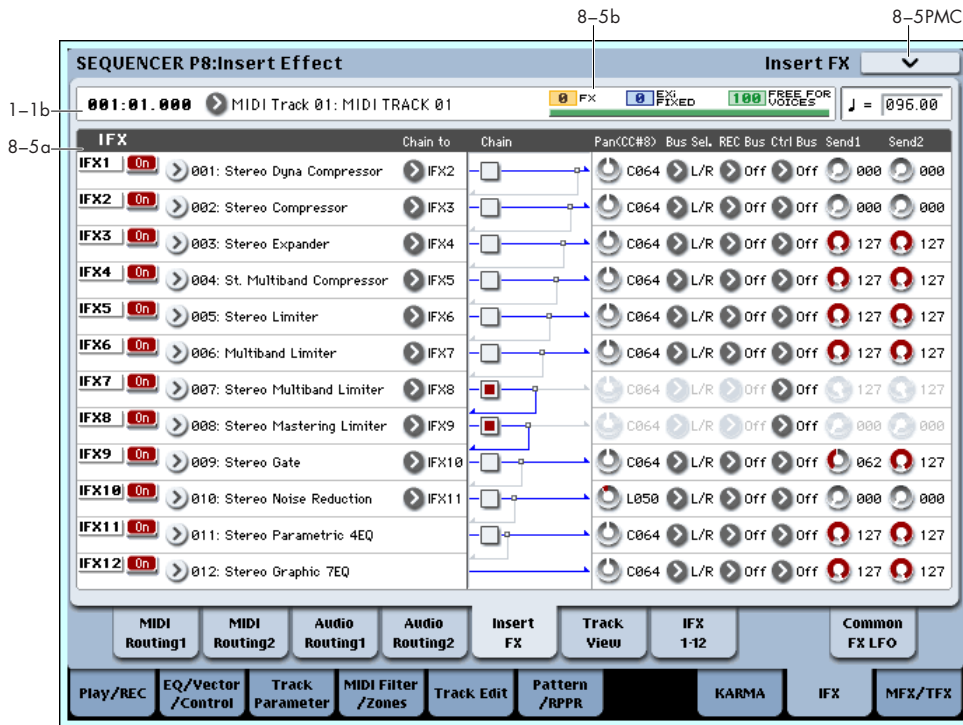 8–5b
8–5PMC
SEQUENCER P8:Insert Effect
Insert FX
1–1b
001:01.000 MIDI Track 01: MIDI TRACK 01
0 FX
0 EXi FIXED
100 FREE FOR VOICES
♩ = 096.00
8–5a
IFX Chain to Chain Pan(CC#8) Bus Sel. REC Bus Ctrl Bus Send1 Send2
IFX1 On 001: Stereo Dyna Compressor IFX2 C064 L/R Off Off 000 000
IFX2 On 002: Stereo Compressor IFX3 C064 L/R Off Off 000 000
IFX3 On 003: Stereo Expander IFX4 C064 L/R Off Off 127 127
IFX4 On 004: St. Multiband Compressor IFX5 C064 L/R Off Off 127 127
IFX5 On 005: Stereo Limiter IFX6 C064 L/R Off Off 127 127
IFX6 On 006: Multiband Limiter IFX7 C064 L/R Off Off 127 127
IFX7 On 007: Stereo Multiband Limiter IFX8 C064 L/R Off Off 127 127
IFX8 On 008: Stereo Mastering Limiter IFX9 C064 L/R Off Off 000 000
IFX9 On 009: Stereo Gate IFX10 C064 L/R Off Off 062 127
IFX10 On 010: Stereo Noise Reduction IFX11 L050 L/R Off Off 000 000
IFX11 On 011: Stereo Parametric 4EQ C064 L/R Off Off 127 127
IFX12 On 012: Stereo Graphic 7EQ C064 L/R Off Off 127 127
MIDI Routing1
MIDI Routing2
Audio Routing1
Audio Routing2
Insert FX
Track View
IFX 1-12
Common FX LFO
Play/REC
EQ/Vector /Control
Track Parameter
MIDI Filter /Zones
Track Edit
Pattern /RPPR
KARMA
IFX
MFX/TFX